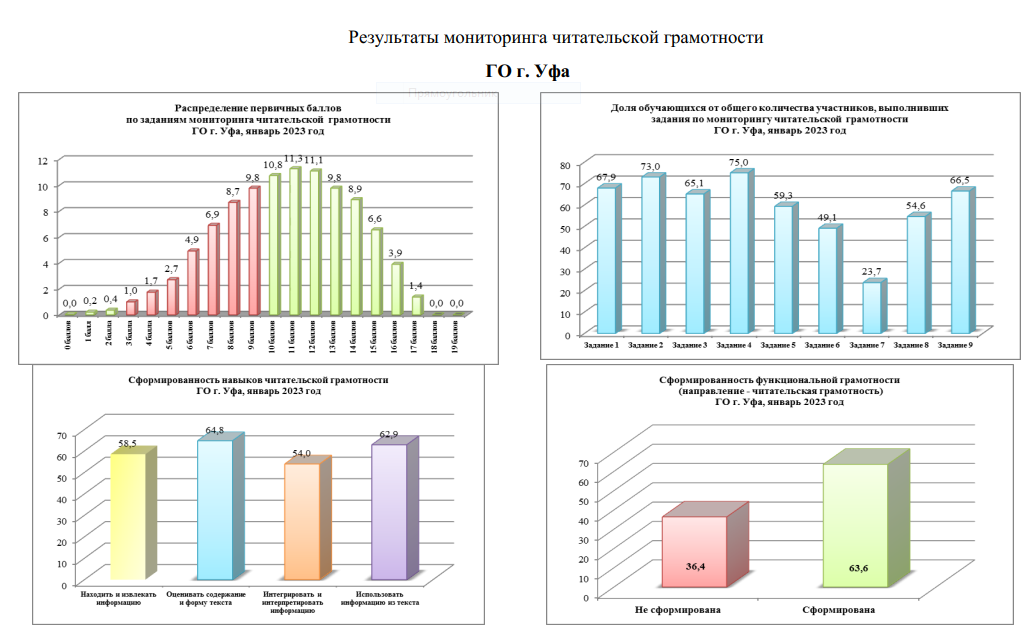 Результаты мониторинга читательской грамотности
ГО г. Уфа
Прямоугольни
Распределение первичных баллов
по заданиям мониторинга читательской грамотности
ГО г. Уфа, январь 2023 год
12
10
8
6
4
2
0
0,0
0,2
0,4
1,0
1,7
2,7
4,9
6,9
8,7
9,8
10,8
11,3
11,1
9,8
8,9
6,6
3,9
1,4
0,0
0,0
0 баллов
1 балл
2 балла
3 балла
4 балла
5 баллов
6 баллов
7 баллов
8 баллов
9 баллов
10 баллов
11 баллов
12 баллов
13 баллов
14 баллов
15 баллов
16 баллов
17 баллов
18 баллов
19 баллов
Доля обучающихся от общего количества участников, выполнивших
задания по мониторингу читательской грамотности
ГО г. Уфа, январь 2023 год
80
70
60
50
40
30
20
10
0
67,9
73,0
65,1
75,0
59,3
49,1
23,7
54,6
66,5
Задание 1
Задание 2
Задание 3
Задание 4
Задание 5
Задание 6
Задание 7
Задание 8
Задание 9
Сформированность навыков читательской грамотности
ГО г. Уфа, январь 2023 год
70
60
50
40
30
20
10
0
58,5
64,8
54,0
62,9
Находить и извлекать
информацию
Оценивать содержание
и форму текста
Интегрировать и
интерпретировать
информацию
Использовать
информацию из текста
Сформированность функциональной грамотности
(направление - читательская грамотность)
ГО г. Уфа, январь 2023 год
70
60
50
40
30
20
10
0
36,4
63,6
Не сформирована
Сформирована